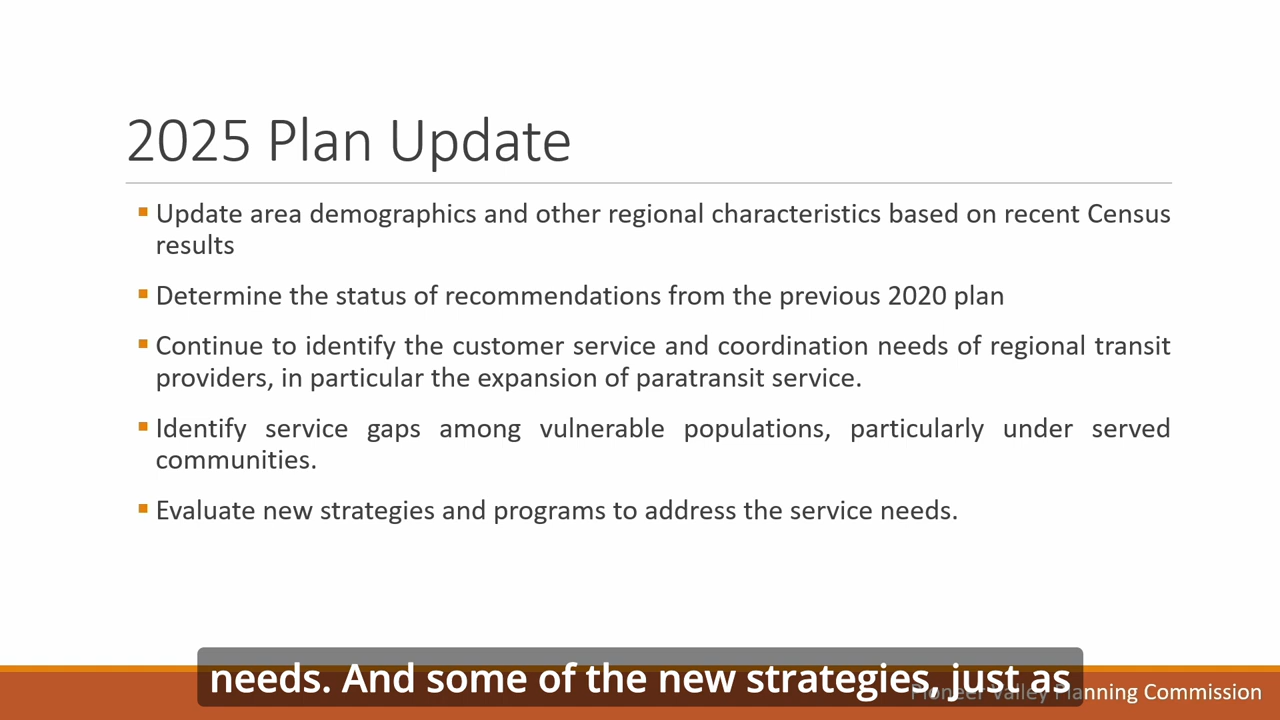 2025 Plan Update
Update area demographics and other regional characteristics based on recent Census
results
Determine the status of recommendations from the previous 2020 plan
Continue to identify the customer service and coordination needs of regional transit
providers, in particular the expansion of paratransit service.
Identify service gaps among vulnerable populations, particularly under served
communities.
Evaluate new strategies and programs to address the service needs.
needs. And some of the new strategies, just as
Pioneer Valley Planning Commission